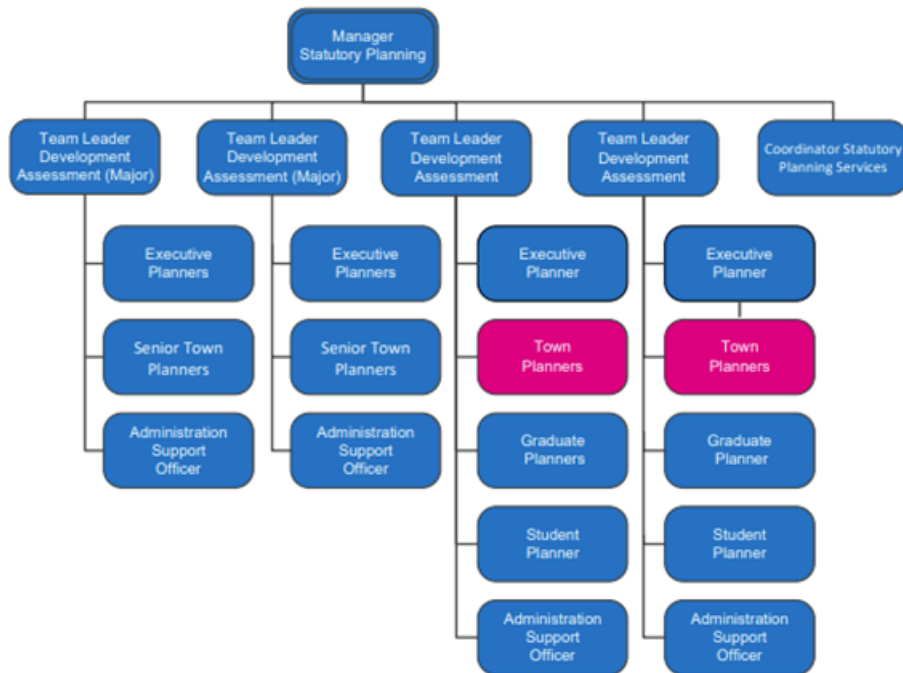 Manager
Statutory Planning
Team Leader
Development
Assessment (Major)
Team Leader
Development
Assessment (Major)
Team Leader
Development
Assessment
Team Leader
Development
Assessment
Coordinator Statutory
Planning Services
Executive
Planners
Executive
Planners
Executive
Planner
Executive
Planner
Senior Town
Planners
Senior Town
Planners
Town
Planners
Town
Planners
Administration
Support
Officer
Administration
Support
Officer
Graduate
Planners
Graduate
Planner
Student
Planner
Student
Planner
Administration
Support
Officer
Administration
Support
Officer